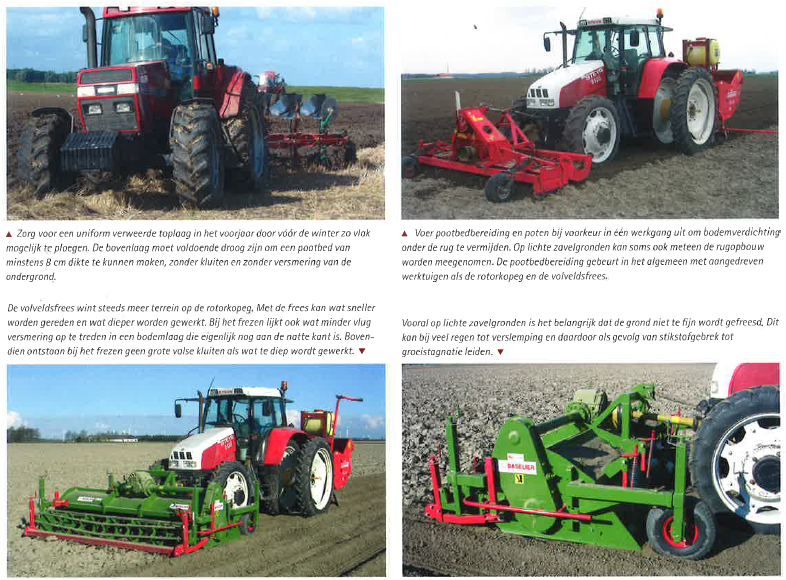 ▲ Zorg voor een uniform verweerde toplaag in het voorjaar door vóór de winter zo vlak
mogelijk te ploegen. De bovenlaag moet voldoende droog zijn om een pootbed van
minstens 8 cm dikte te kunnen maken, zonder kluiten en zonder versmering van de
ondergrond.
▲ Voer pootbedbereiding en poten bij voorkeur in één werkgang uit om bodemverdichting
onder de rug te vermijden. Op lichte zavelgronden kan soms ook meteen de rugopbouw
worden meegenomen. De pootbedbereiding gebeurt in het algemeen met aangedreven
werktuigen als de rotorkopeg en de volveldsfrees.
De volveldsfrees wint steeds meer terrein op de rotorkopeg. Met de frees kan wat sneller
worden gereden en wat dieper worden gewerkt. Bij het frezen lijkt ook wat minder vlug
versmering op te treden in een bodemlaag die eigenlijk nog aan de natte kant is. Boven-
dien ontstaan bij het frezen geen grote valse kluiten als wat te diep wordt gewerkt. ▼
Vooral op lichte zavelgronden is het belangrijk dat de grond niet te fijn wordt gefreesd. Dit
kan bij veel regen tot verslemping en daardoor als gevolg van stikstofgebrek tot
groeistagnatie leiden. ▼
BASELIER